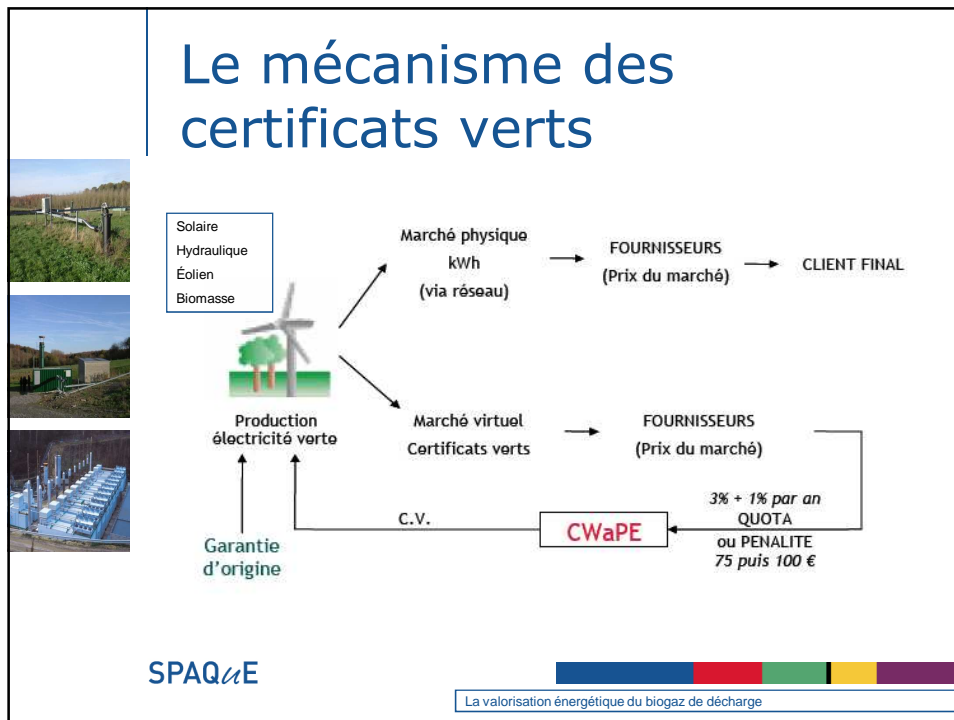 Le mécanisme des
certificats verts
Solaire
Hydraulique
Éolien
Biomasse
Marché physique
kWh
(via réseau)
FOURNISSEURS
(Prix du marché)
CLIENT FINAL
Production
électricité verte
Marché virtuel
Certificats verts
FOURNISSEURS
(Prix du marché)
3% + 1% par an
QUOTA
ou PENALITE
75 puis 100 €
C.V.
CWaPE
Garantie
d'origine
SPAQuE
La valorisation énergétique du biogaz de décharge